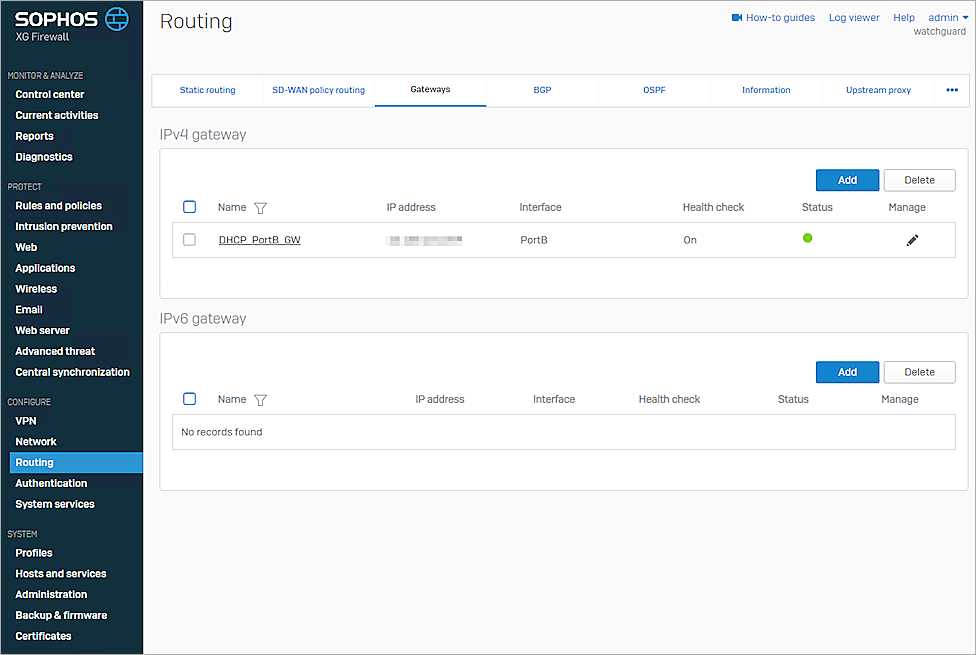 SOPHOS
XG Firewall
MONITOR & ANALYZE
Control center
Current activities
Reports
Diagnostics
PROTECT
Rules and policies
Intrusion prevention
Web
Applications
Wireless
Email
Web server
Advanced threat
Central synchronization
CONFIGURE
VPN
Network
Routing
Authentication
System services
SYSTEM
Profiles
Hosts and services
Administration
Backup & firmware
Certificates
Routing
How-to guides Log viewer Help admin
watchguard
Static routing SD-WAN policy routing Gateways BGP OSPF Information Upstream proxy •••
IPv4 gateway
Add Delete
Name IP address Interface Health check Status Manage
DHCP_PortB_GW PortB On
IPv6 gateway
Add Delete
Name IP address Interface Health check Status Manage
No records found